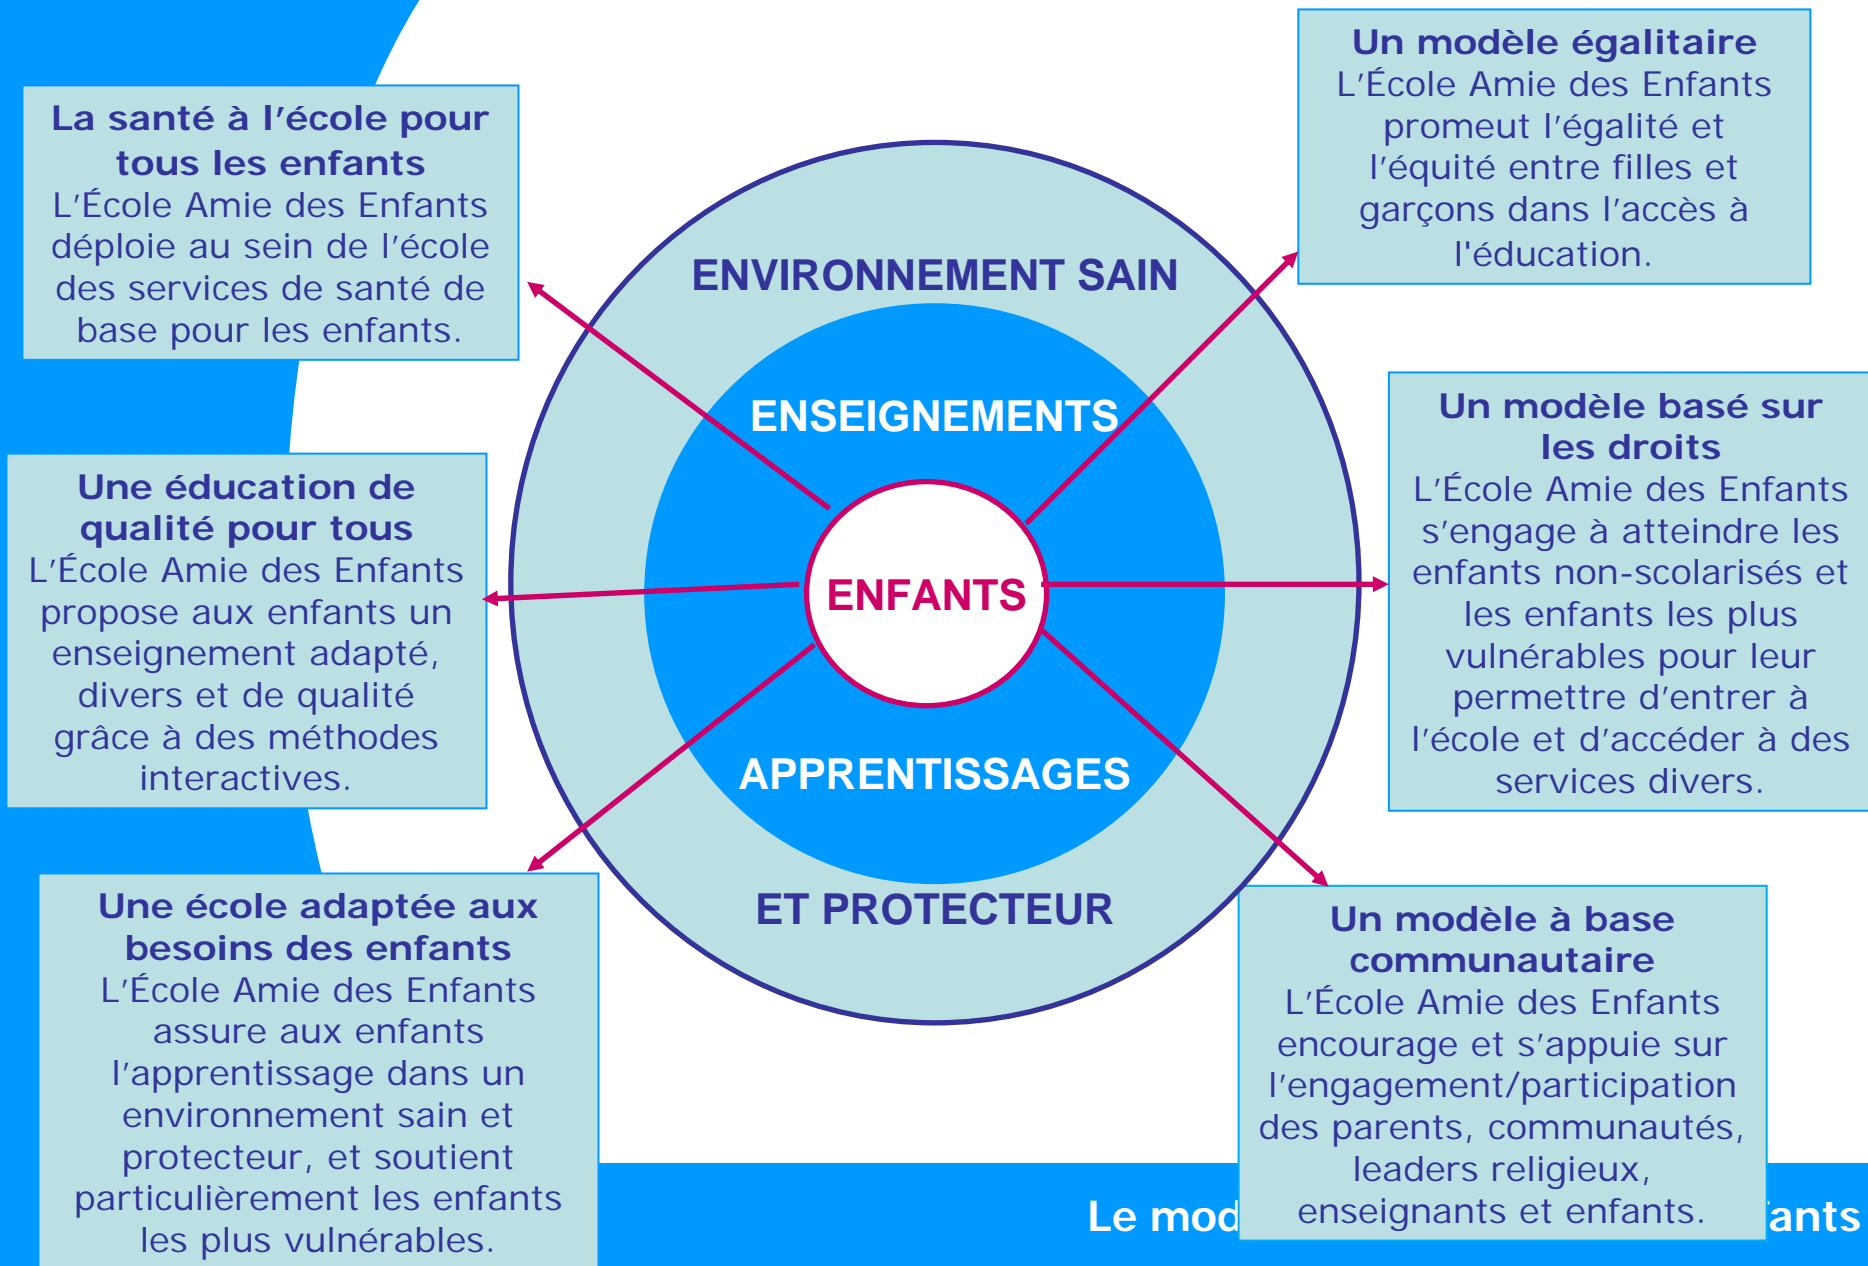 La santé à l'école pour
tous les enfants
L'École Amie des Enfants
déploie au sein de l'école
des services de santé de
base pour les enfants.
Une éducation de
qualité pour tous
L'École Amie des Enfants
propose aux enfants un
enseignement adapté,
divers et de qualité
grâce à des méthodes
interactives.
Une école adaptée aux
besoins des enfants
L'École Amie des Enfants
assure aux enfants
l'apprentissage dans un
environnement sain et
protecteur, et soutient
particulièrement les enfants
les plus vulnérables.
ENVIRONNEMENT SAIN
ENSEIGNEMENTS
ENFANTS
APPRENTISSAGES
ET PROTECTEUR
Un modèle égalitaire
L'École Amie des Enfants
promeut l'égalité et
l'équité entre filles et
garçons dans l'accès à
l'éducation.
Un modèle basé sur
les droits
L'École Amie des Enfants
s'engage à atteindre les
enfants non-scolarisés et
les enfants les plus
vulnérables pour leur
permettre d'entrer à
l'école et d'accéder à des
services divers.
Un modèle à base
communautaire
L'École Amie des Enfants
encourage et s'appuie sur
l'engagement/participation
des parents, communautés,
leaders religieux,
enseignants et enfants.
Le